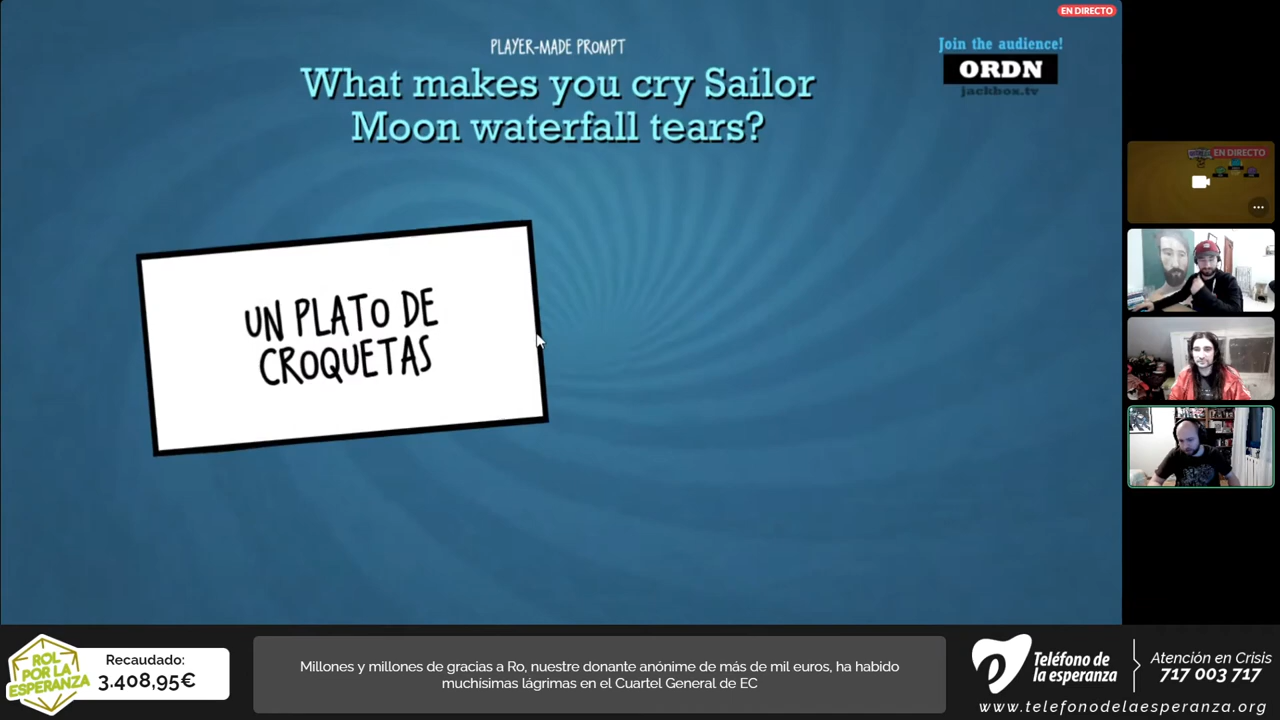 EN DIRECTO
PLAYER-MADE PROMPT
What makes you cry Sailor
Moon waterfall tears?
Join the audience!
ORDN
jackbox.tv
EN DIRECTO
UN PLATO DE
CROQUETAS
ROL
POR LA
ESPERANZA
Recaudado:
3.408,95€
Millones y millones de gracias a Ro, nuestre donante anónime de más de mil euros, ha habido
muchísimas lágrimas en el Cuartel General de EC
Teléfono de
la esperanza
Atención en Crisis
717 003 717
www.telefonodelaesperanza.org